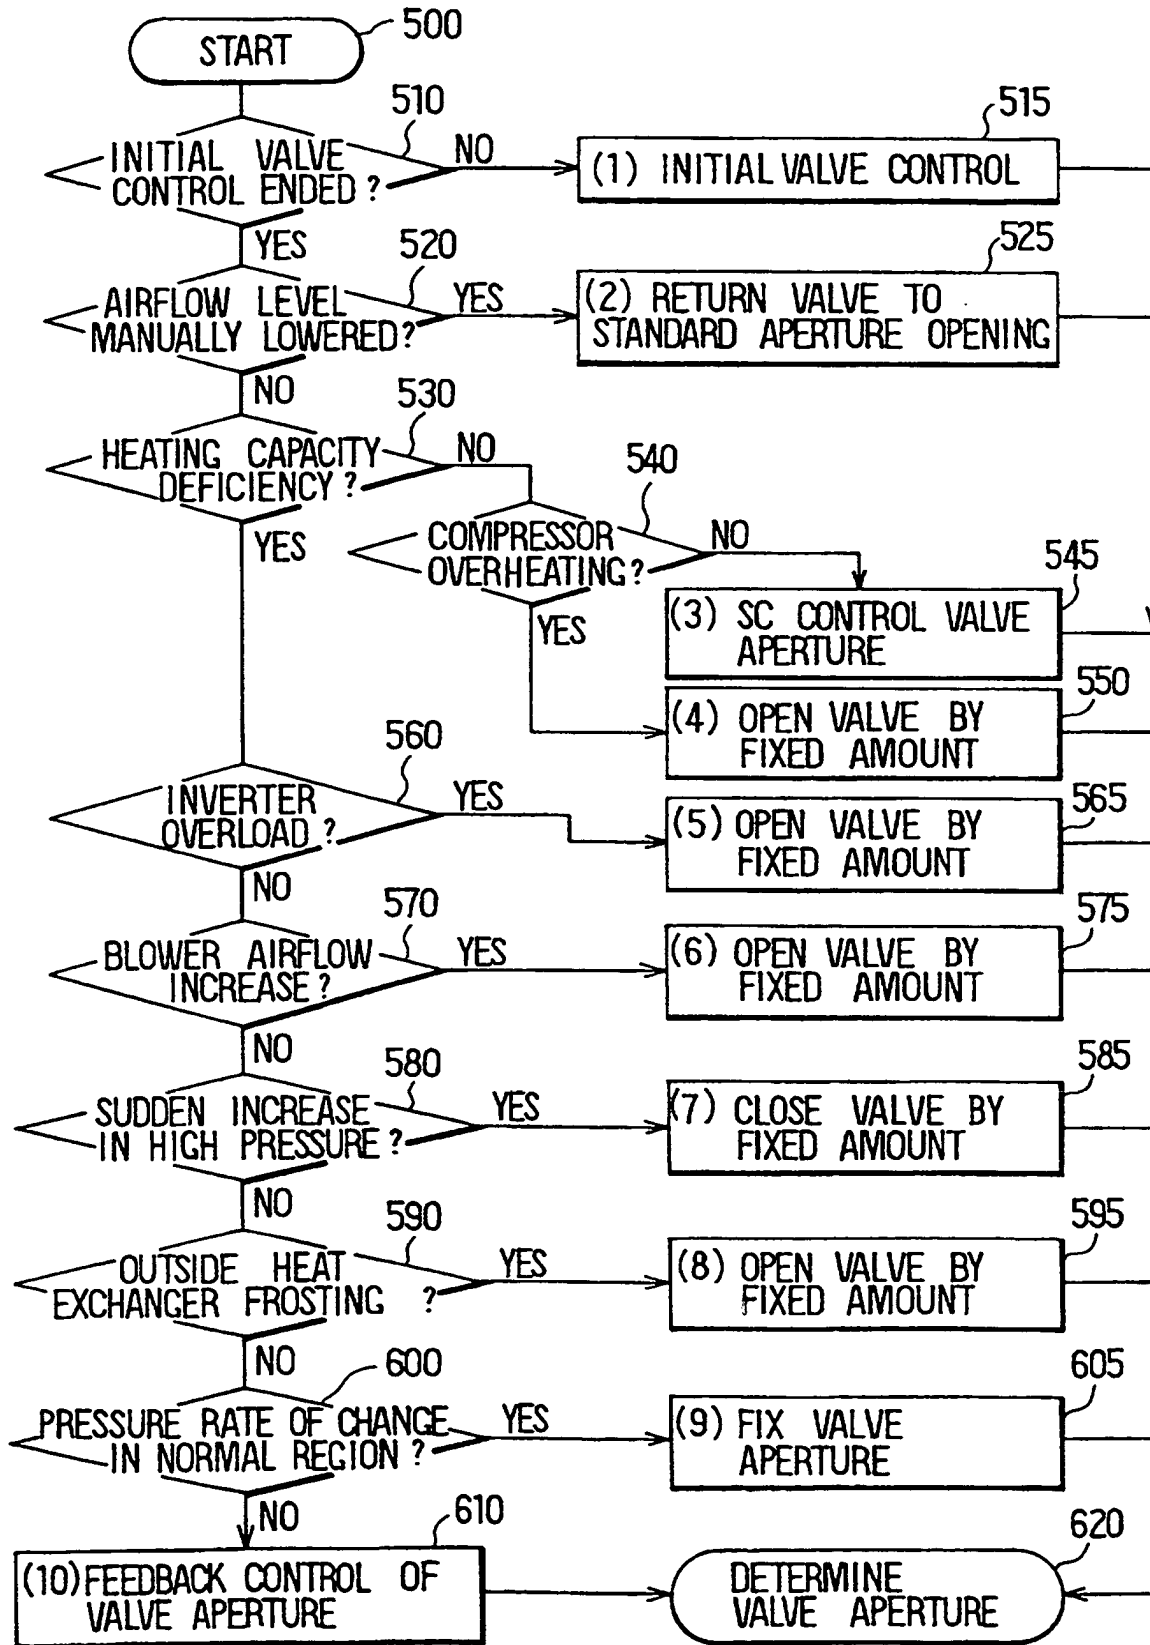 500
START
510
INITIAL VALVE
CONTROL ENDED ?
NO
515
(1) INITIAL VALVE CONTROL
YES
520
AIRFLOW LEVEL
MANUALLY LOWERED?
YES
525
(2) RETURN VALVE TO
STANDARD APERTURE OPENING
NO
530
HEATING CAPACITY
DEFICIENCY ?
NO
YES
540
COMPRESSOR
OVERHEATING ?
NO
YES
545
(3) SC CONTROL VALVE
APERTURE
550
(4) OPEN VALVE BY
FIXED AMOUNT
560
INVERTER
OVERLOAD ?
YES
565
(5) OPEN VALVE BY
FIXED AMOUNT
NO
570
BLOWER AIRFLOW
INCREASE ?
YES
575
(6) OPEN VALVE BY
FIXED AMOUNT
NO
580
SUDDEN INCREASE
IN HIGH PRESSURE ?
YES
585
(7) CLOSE VALVE BY
FIXED AMOUNT
NO
590
OUTSIDE HEAT
EXCHANGER FROSTING ?
YES
595
(8) OPEN VALVE BY
FIXED AMOUNT
NO
600
PRESSURE RATE OF CHANGE
IN NORMAL REGION ?
YES
605
(9) FIX VALVE
APERTURE
NO
610
(10) FEEDBACK CONTROL OF
VALVE APERTURE
620
DETERMINE
VALVE APERTURE